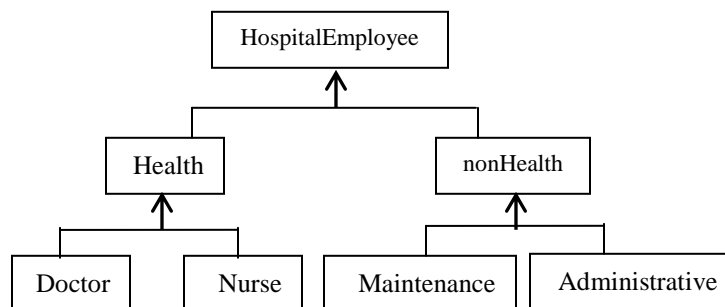 HospitalEmployee
Health
nonHealth
Doctor
Nurse
Maintenance
Administrative